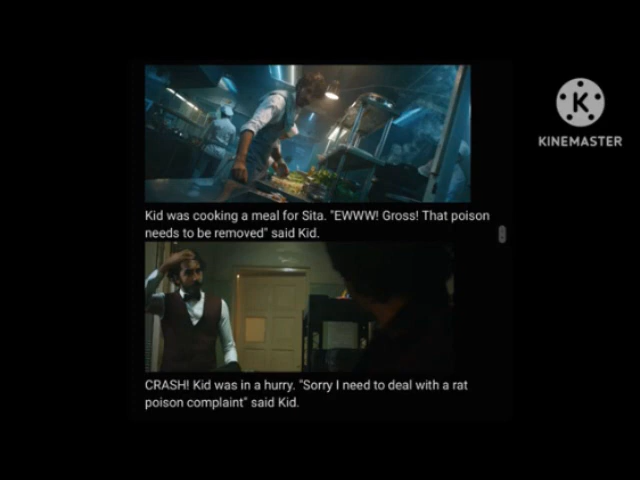 K
KINEMASTER
Kid was cooking a meal for Sita. "EWWW! Gross! That poison
needs to be removed" said Kid.
CRASH! Kid was in a hurry. "Sorry I need to deal with a rat
poison complaint" said Kid.